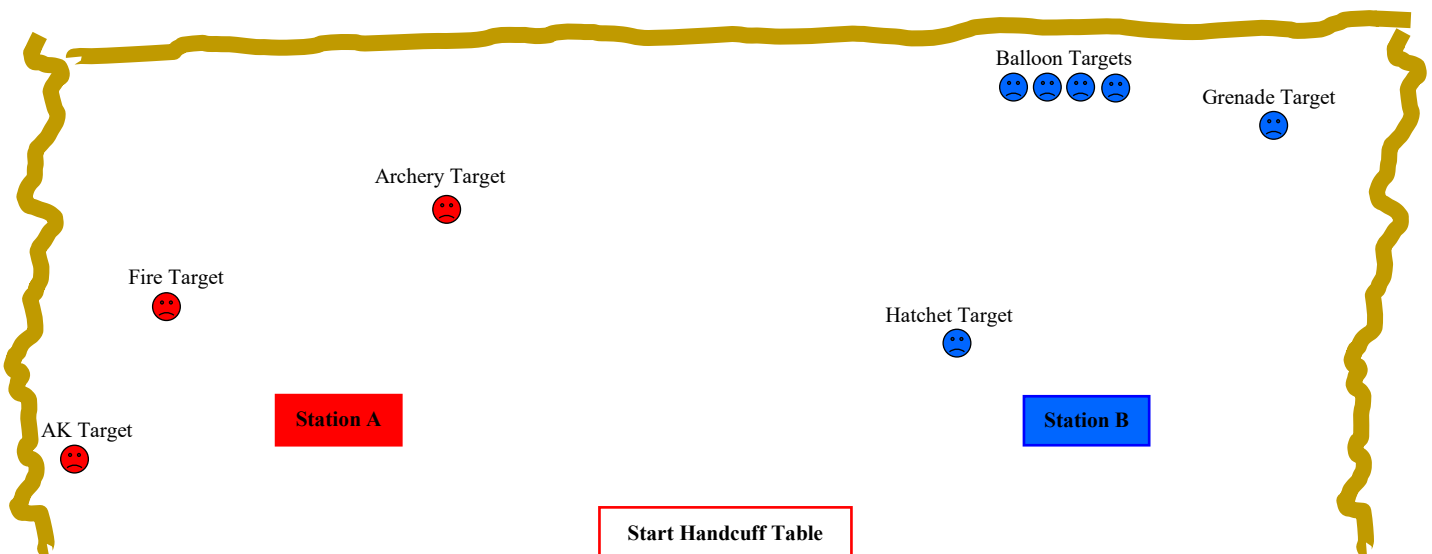 Balloon Targets
Grenade Target
Archery Target
Fire Target
Hatchet Target
Station A
Station B
AK Target
Start Handcuff Table